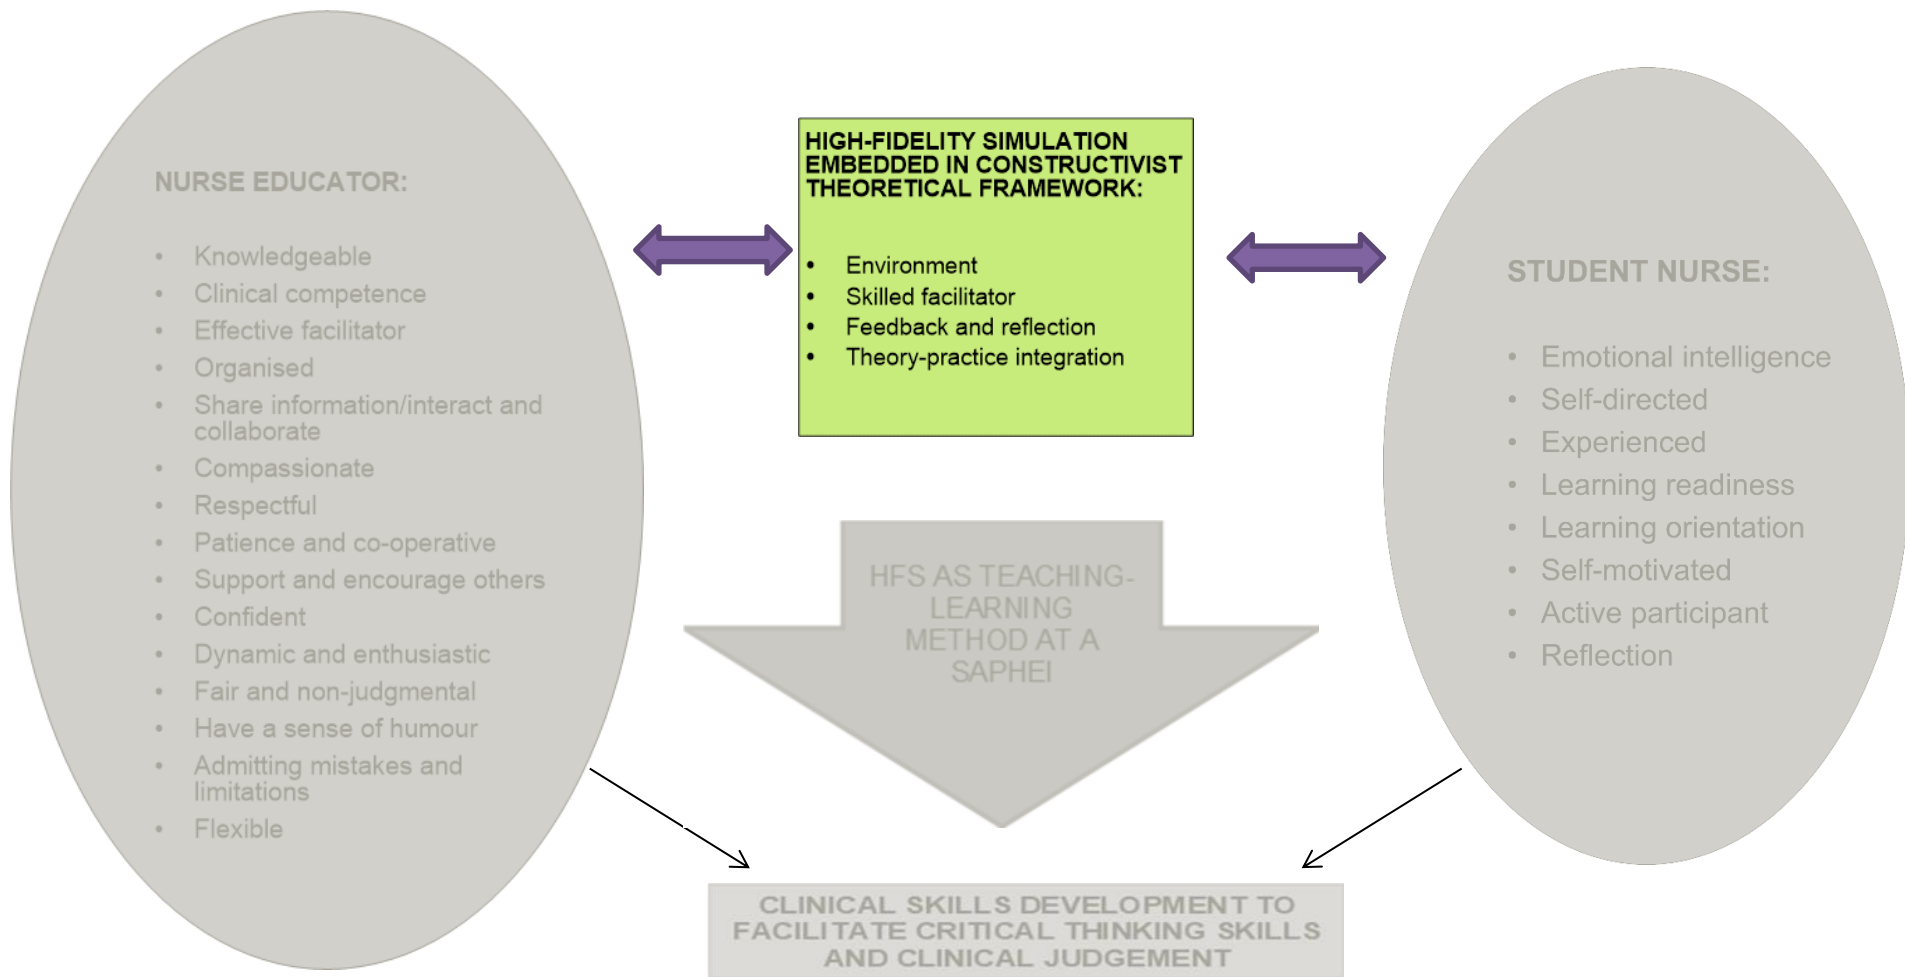 NURSE EDUCATOR:
• Knowledgeable
• Clinical competence
• Effective facilitator
• Organised
• Share information/interact and
collaborate
• Compassionate
• Respectful
• Patience and co-operative
• Support and encourage others
• Confident
• Dynamic and enthusiastic
• Fair and non-judgmental
• Have a sense of humour
• Admitting mistakes and
limitations
• Flexible
HIGH-FIDELITY SIMULATION
EMBEDDED IN CONSTRUCTIVIST
THEORETICAL FRAMEWORK:
• Environment
• Skilled facilitator
• Feedback and reflection
• Theory-practice integration
HFS AS TEACHING-
LEARNING
METHOD AT A
SAPHEI
STUDENT NURSE:
• Emotional intelligence
• Self-directed
• Experienced
• Learning readiness
• Learning orientation
• Self-motivated
• Active participant
• Reflection
CLINICAL SKILLS DEVELOPMENT TO
FACILITATE CRITICAL THINKING SKILLS
AND CLINICAL JUDGEMENT